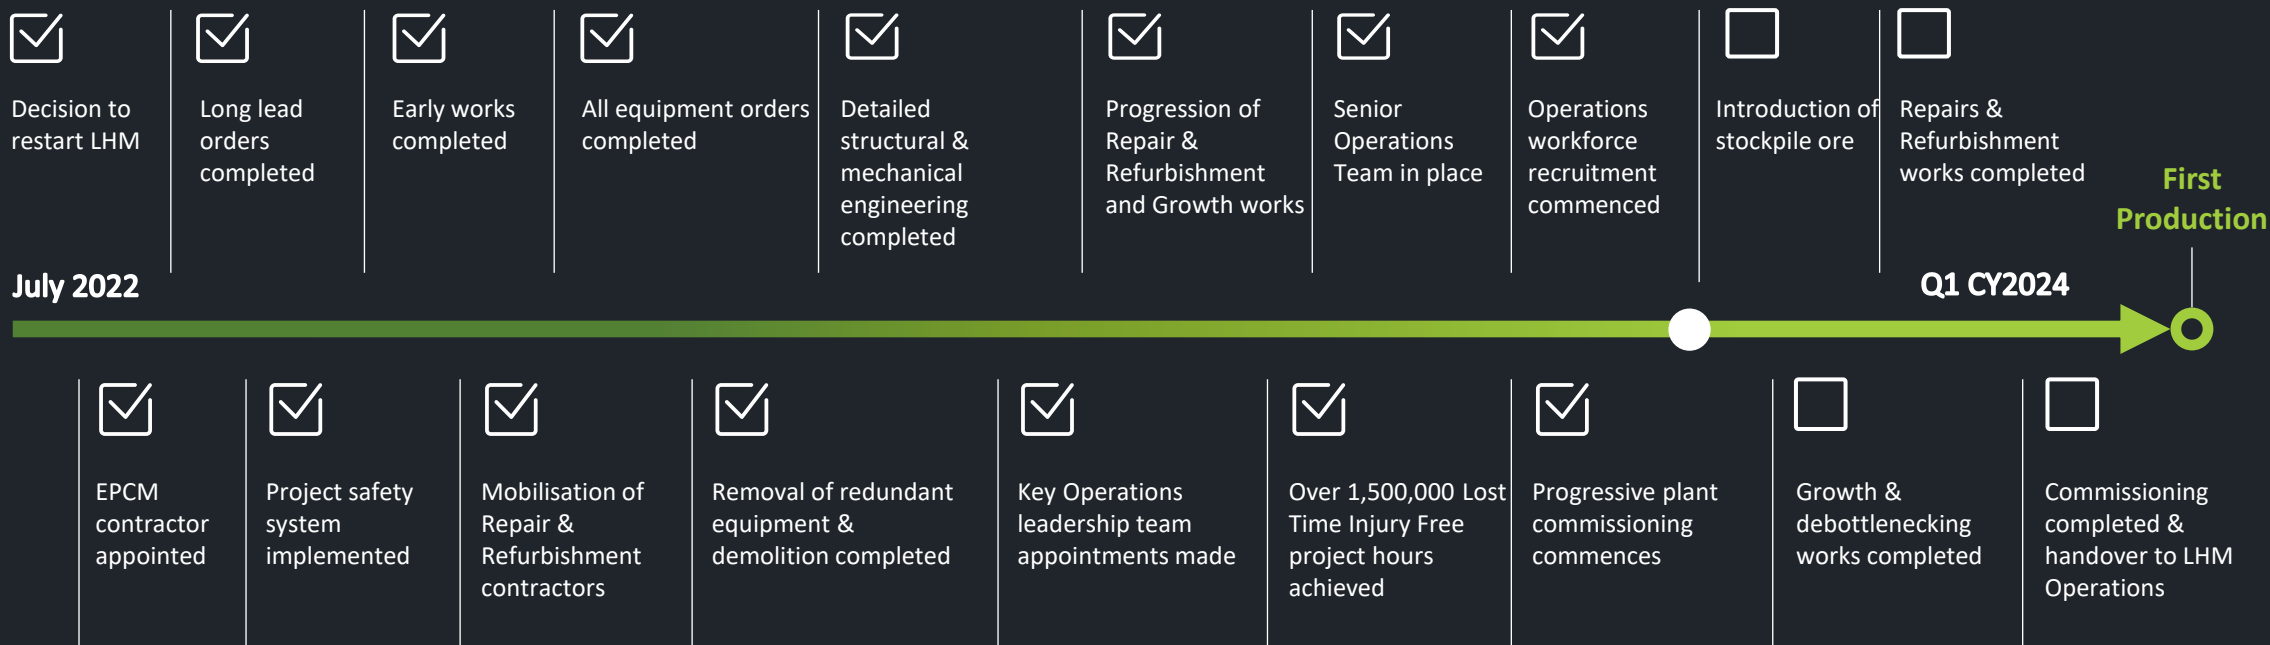 Decision to
restart LHM
Long lead
orders
completed
Early works
completed
All equipment orders
completed
Detailed
structural &
mechanical
engineering
completed
Progression of
Repair &
Refurbishment
and Growth works
Senior
Operations
Team in place
Operations
workforce
recruitment
commenced
Introduction of
stockpile ore
Repairs &
Refurbishment
works completed
First
Production
July 2022
Q1 CY2024
EPCM
contractor
appointed
Project safety
system
implemented
Mobilisation of
Repair &
Refurbishment
contractors
Removal of redundant
equipment &
demolition completed
Key Operations
leadership team
appointments made
Over 1,500,000 Lost
Time Injury Free
project hours
achieved
Progressive plant
commissioning
commences
Growth &
debottlenecking
works completed
Commissioning
completed &
handover to LHM
Operations